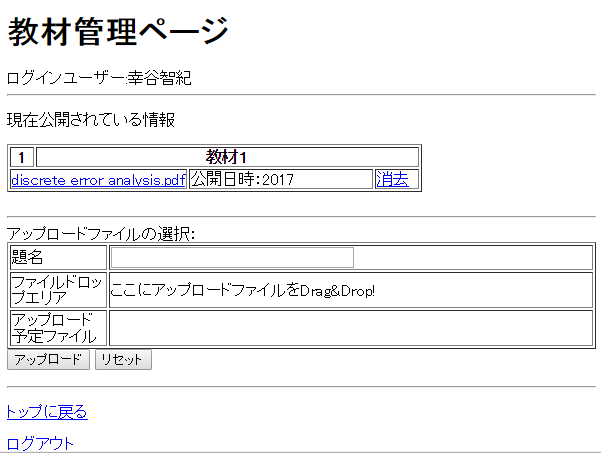 教材管理ページ
ログインユーザー:幸谷智紀
現在公開されている情報
1 教材1
discrete error analysis.pdf 公開日時：2017 消去
アップロードファイルの選択：
題名
ファイルドロッ
プエリア
ここにアップロードファイルをDrag&Drop!
アップロード
予定ファイル
アップロード リセット
トップに戻る
ログアウト